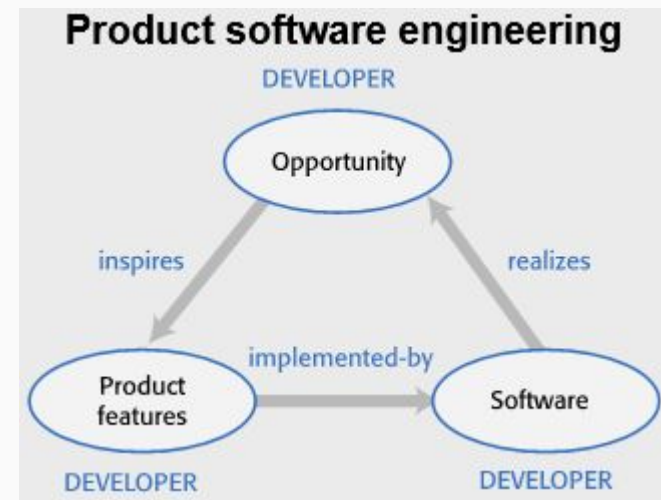 Product software engineering
DEVELOPER
Opportunity
inspires
realizes
implemented-by
Product
features
Software
DEVELOPER
DEVELOPER